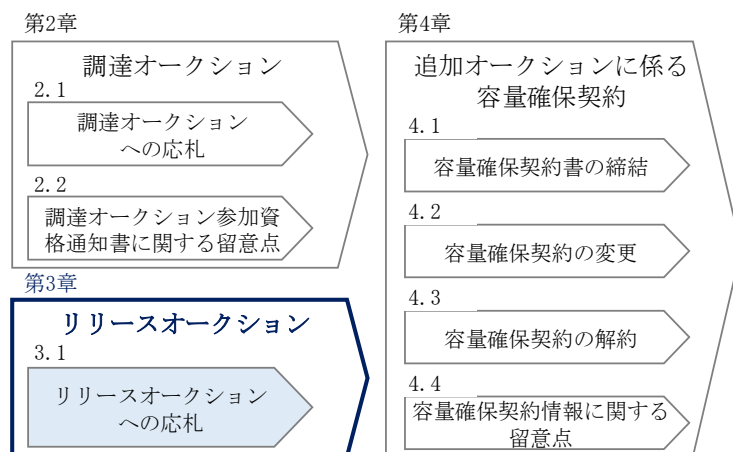 第2章
調達オークション
2.1
調達オークション
への応札
2.2
調達オークション参加資
格通知書に関する留意点
第3章
リリースオークション
3.1
リリースオークション
への応札
第4章
追加オークションに係る
容量確保契約
4.1
容量確保契約書の締結
4.2
容量確保契約の変更
4.3
容量確保契約の解約
4.4
容量確保契約情報に関する
留意点